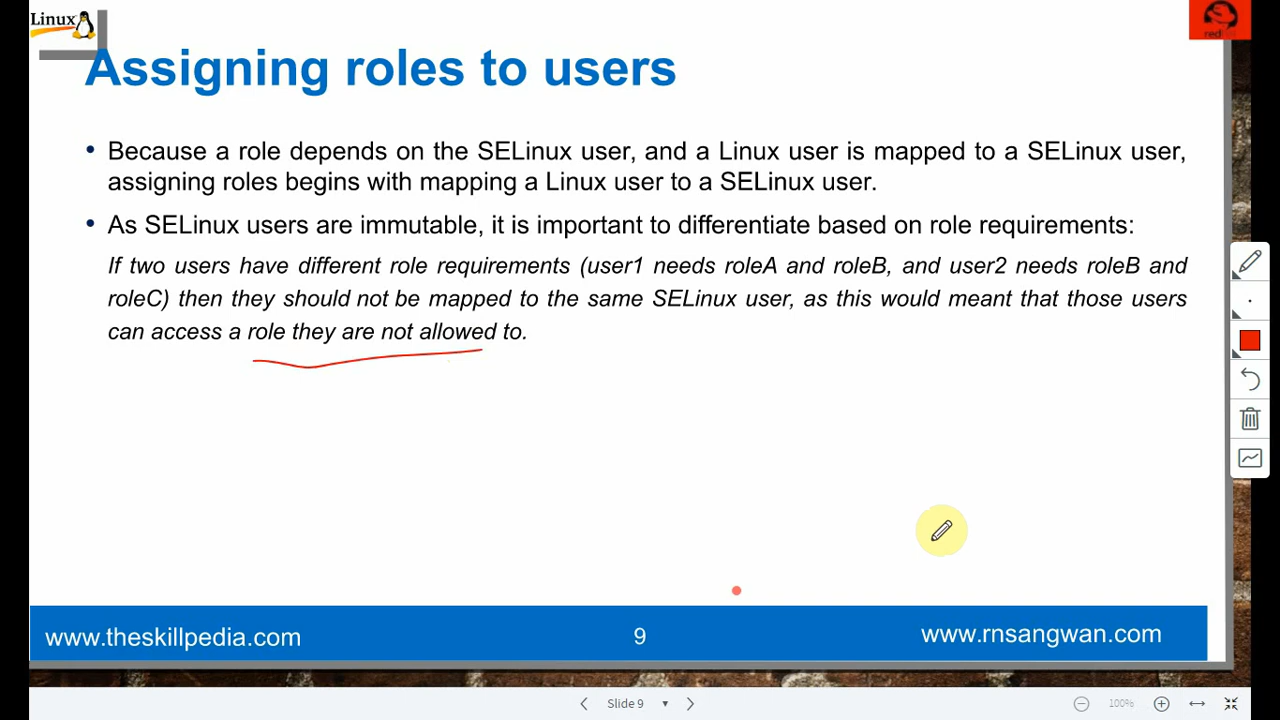 Linux
red
Assigning roles to users
• Because a role depends on the SELinux user, and a Linux user is mapped to a SELinux user,
assigning roles begins with mapping a Linux user to a SELinux user.
• As SELinux users are immutable, it is important to differentiate based on role requirements:
If two users have different role requirements (user1 needs roleA and roleB, and user2 needs roleB and
roleC) then they should not be mapped to the same SELinux user, as this would meant that those users
can access a role they are not allowed to.
www.theskillpedia.com
9
www.rnsangwan.com
Slide 9
100%